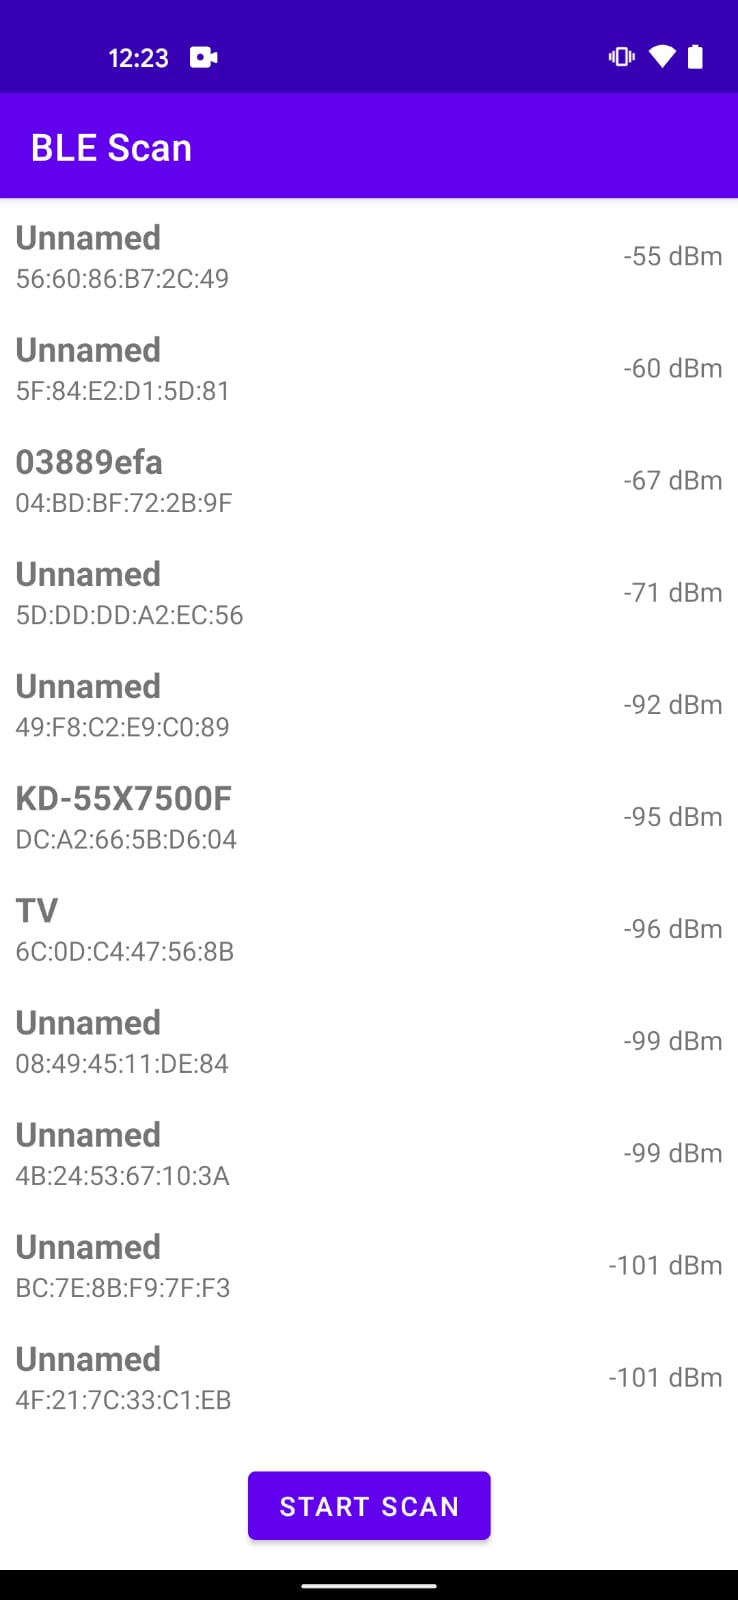 12:23
BLE Scan
Unnamed
56:60:86:B7:2C:49
-55 dBm
Unnamed
5F:84:E2:D1:5D:81
-60 dBm
03889efa
04:BD:BF:72:2B:9F
-67 dBm
Unnamed
5D:DD:DD:A2:EC:56
-71 dBm
Unnamed
49:F8:C2:E9:C0:89
-92 dBm
KD-55X7500F
DC:A2:66:5B:D6:04
-95 dBm
TV
6C:0D:C4:47:56:8B
-96 dBm
Unnamed
08:49:45:11:DE:84
-99 dBm
Unnamed
4B:24:53:67:10:3A
-99 dBm
Unnamed
BC:7E:8B:F9:7F:F3
-101 dBm
Unnamed
4F:21:7C:33:C1:EB
-101 dBm
START SCAN